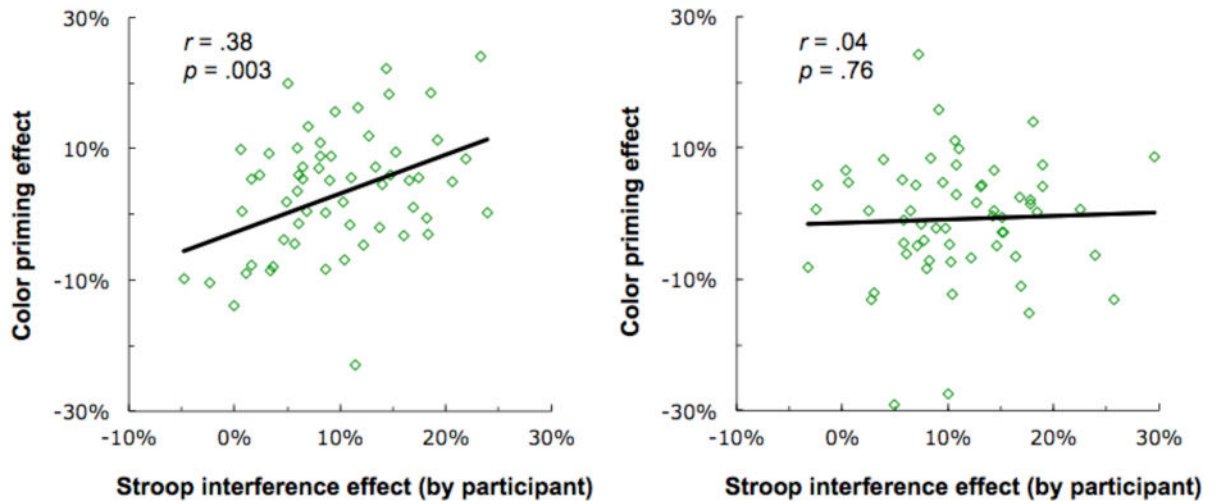 30%
10%
-10%
-30%
-10%
0%
10%
20%
30%
r = .38
p = .003
Color priming effect
Stroop interference effect (by participant)
30%
10%
-10%
-30%
-10%
0%
10%
20%
30%
r = .04
p = .76
Color priming effect
Stroop interference effect (by participant)